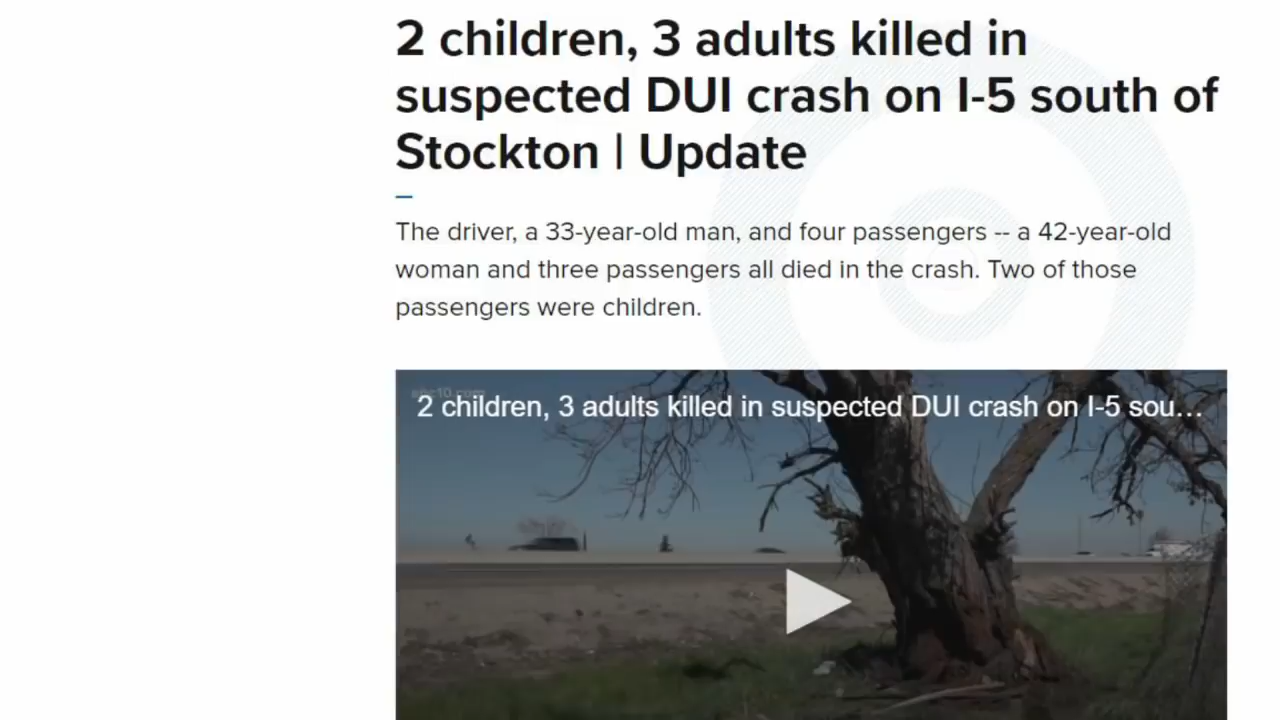 2 children, 3 adults killed in
suspected DUI crash on I-5 south of
Stockton | Update
The driver, a 33-year-old man, and four passengers -- a 42-year-old
woman and three passengers all died in the crash. Two of those
passengers were children.
abc10.com
2 children, 3 adults killed in suspected DUI crash on I-5 sou...